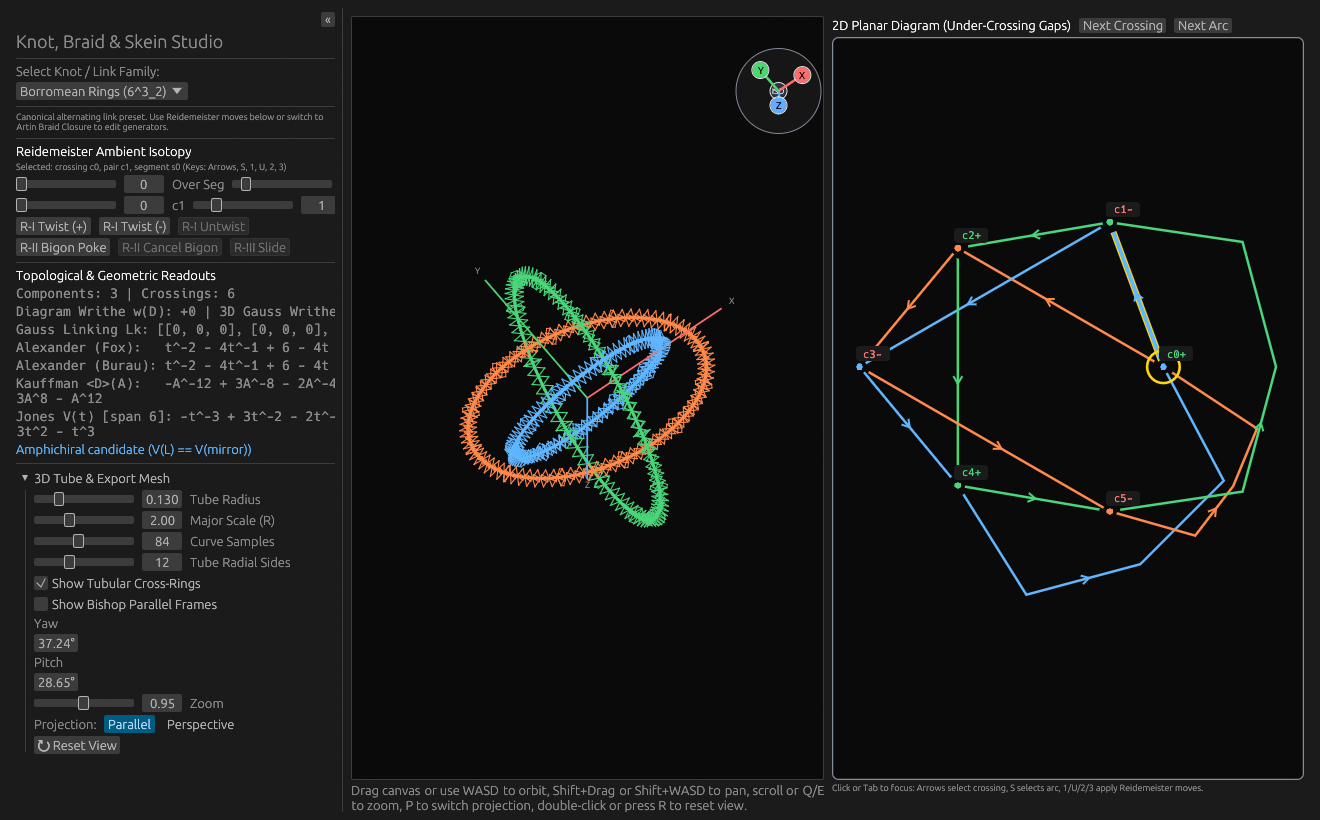 «
Knot, Braid & Skein Studio
Select Knot / Link Family:
Borromean Rings (6^3_2)
Canonical alternating link preset. Use Reidemeister moves below or switch to
Artin Braid Closure to edit generators.
Reidemeister Ambient Isotopy
Selected: crossing c0, pair c1, segment s0 (Keys: Arrows, S, 1, U, 2, 3)
0 Over Seg
0 c1 1
R-I Twist (+) R-I Twist (-) R-I Untwist
R-II Bigon Poke R-II Cancel Bigon R-III Slide
Topological & Geometric Readouts
Components: 3 | Crossings: 6
Diagram Writhe w(D): +0 | 3D Gauss Writhe
Gauss Linking Lk: [[0, 0, 0], [0, 0, 0],
Alexander (Fox): t^-2 - 4t^-1 + 6 - 4t
Alexander (Burau): t^-2 - 4t^-1 + 6 - 4t
Kauffman <D>(A): -A^-12 + 3A^-8 - 2A^-4
3A^8 - A^12
Jones V(t) [span 6]: -t^-3 + 3t^-2 - 2t^-
3t^2 - t^3
Amphichiral candidate (V(L) == V(mirror))
3D Tube & Export Mesh
0.130 Tube Radius
2.00 Major Scale (R)
84 Curve Samples
12 Tube Radial Sides
Show Tubular Cross-Rings
Show Bishop Parallel Frames
Yaw
37.24°
Pitch
28.65°
0.95 Zoom
Projection: Parallel Perspective
Reset View
Y
X
Z
Y
X
Z
Drag canvas or use WASD to orbit, Shift+Drag or Shift+WASD to pan, scroll or Q/E
to zoom, P to switch projection, double-click or press R to reset view.
2D Planar Diagram (Under-Crossing Gaps) Next Crossing Next Arc
c1-
c2+
c3-
c0+
c4+
c5-
Click or Tab to focus: Arrows select crossing, S selects arc, 1/U/2/3 apply Reidemeister moves.